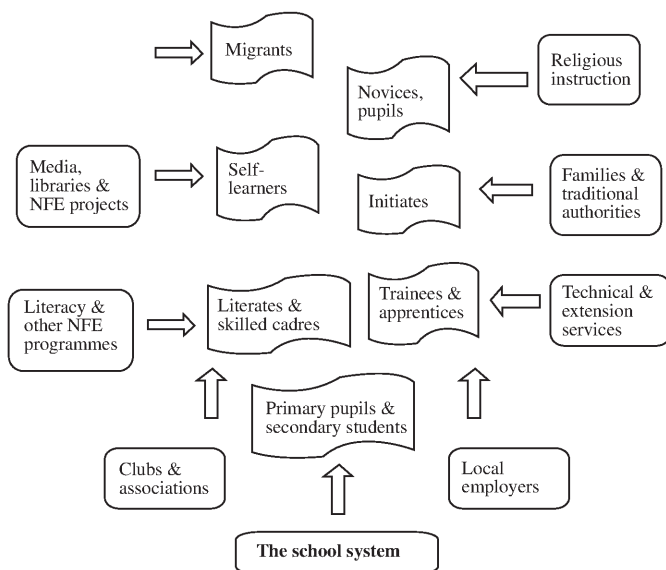 Migrants
Religious
instruction
Novices,
pupils
Media,
libraries &
NFE projects
Self-
learners
Initiates
Families &
traditional
authorities
Literacy &
other NFE
programmes
Literates &
skilled cadres
Trainees &
apprentices
Technical &
extension
services
Primary pupils &
secondary students
Clubs &
associations
Local
employers
The school system